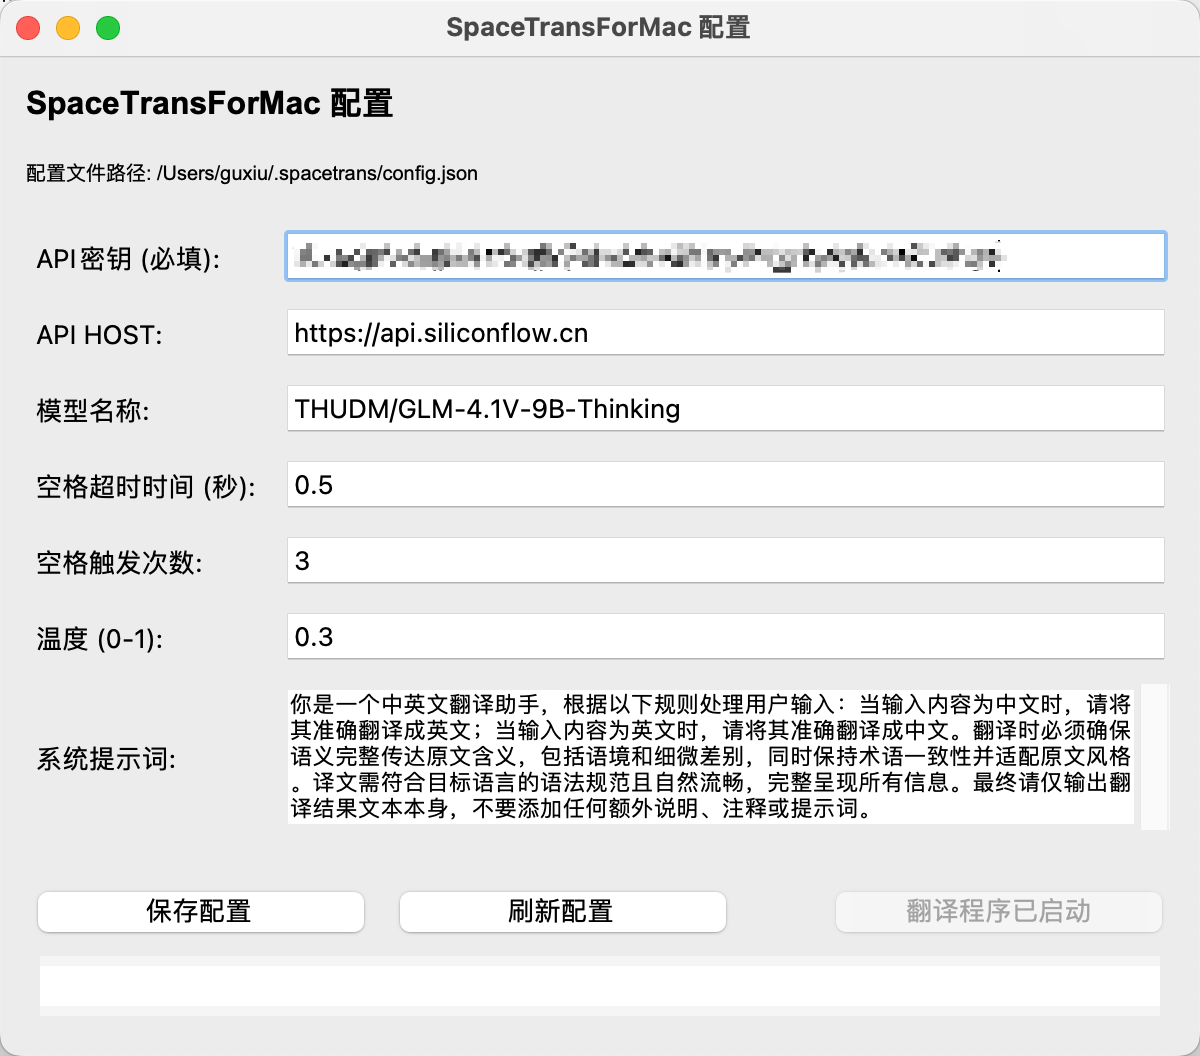 SpaceTransForMac 配置
SpaceTransForMac 配置
配置文件路径: /Users/guxiu/.spacetrans/config.json
API密钥 (必填):
API HOST: https://api.siliconflow.cn
模型名称: THUDM/GLM-4.1V-9B-Thinking
空格超时时间 (秒): 0.5
空格触发次数: 3
温度 (0-1): 0.3
系统提示词:
你是一个中英文翻译助手，根据以下规则处理用户输入：当输入内容为中文时，请将
其准确翻译成英文；当输入内容为英文时，请将其准确翻译成中文。翻译时必须确保
语义完整传达原文含义，包括语境和细微差别，同时保持术语一致性并适配原文风格
。译文需符合目标语言的语法规范且自然流畅，完整呈现所有信息。最终请仅输出翻
译结果文本本身，不要添加任何额外说明、注释或提示词。
保存配置 刷新配置 翻译程序已启动